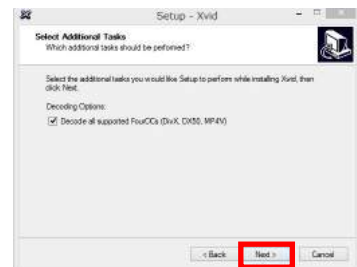 Setup - Xvid
Select Additional Tasks
Which additional tasks should be performed?
Select the additional tasks you would like Setup to perform while installing Xvid, then
click Next.
Decoding Options:
Decode all supported FourCCs (DivX, DX50, MP4V)
< Back
Next >
Cancel